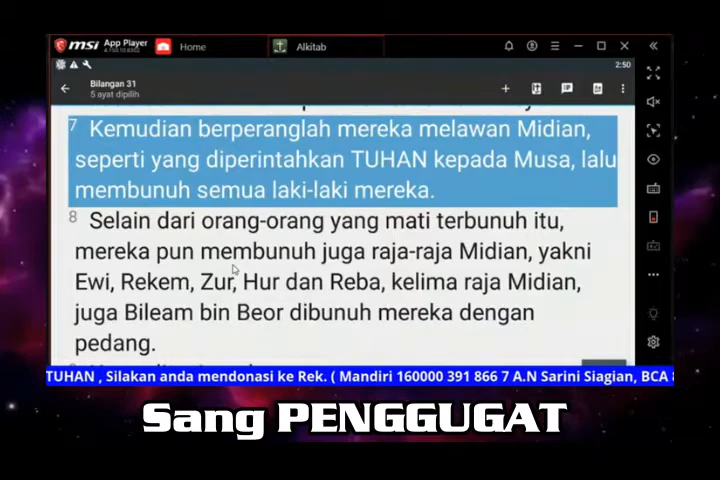 msi App Player Home Alkitab
2:50
Bilangan 31
5 ayat dipilih
7 Kemudian berperanglah mereka melawan Midian,
seperti yang diperintahkan TUHAN kepada Musa, lalu
membunuh semua laki-laki mereka.
8 Selain dari orang-orang yang mati terbunuh itu,
mereka pun membunuh juga raja-raja Midian, yakni
Ewi, Rekem, Zur, Hur dan Reba, kelima raja Midian,
juga Bileam bin Beor dibunuh mereka dengan
pedang.
TUHAN , Silakan anda mendonasi ke Rek. ( Mandiri 160000 391 866 7 A.N Sarini Siagian, BCA
Sang PENGGUGAT